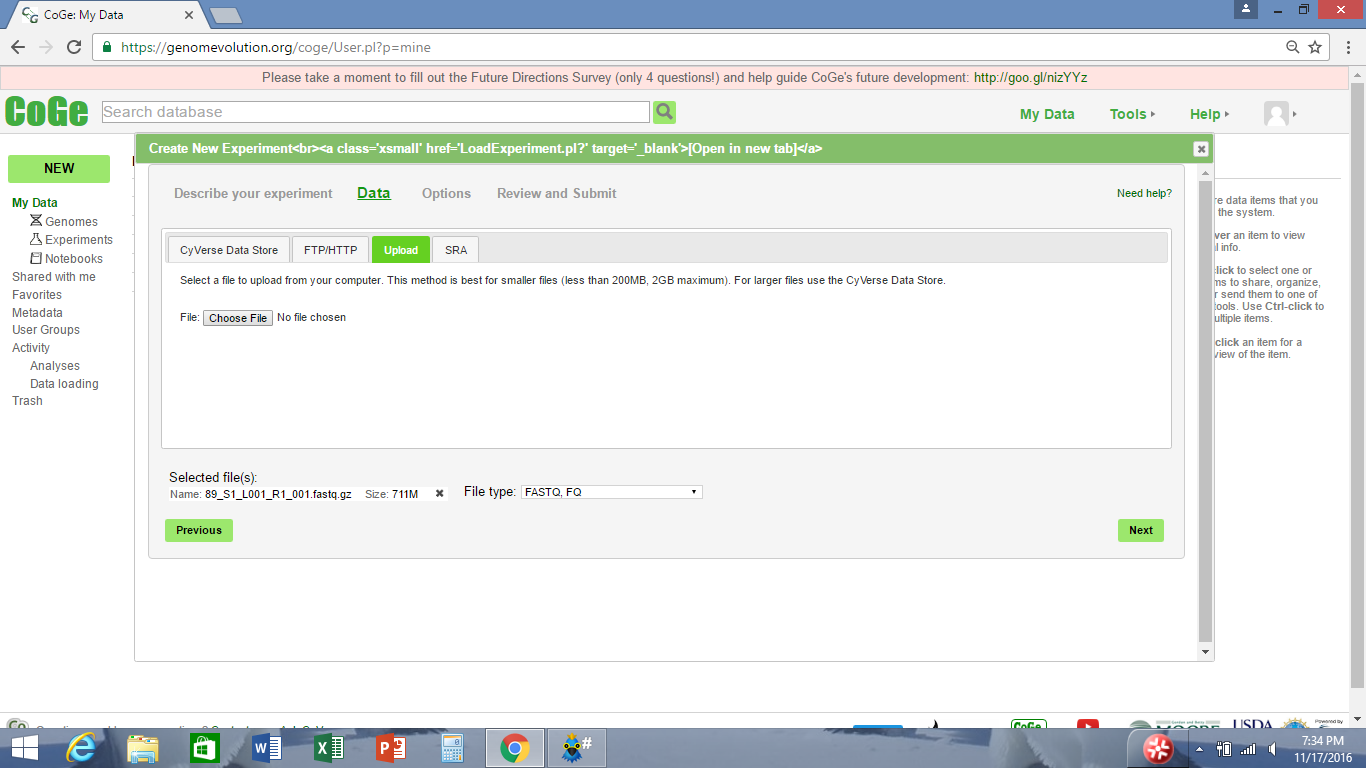 CoGe: My Data
https://genomevolution.org/coge/User.pl?p=mine
Please take a moment to fill out the Future Directions Survey (only 4 questions!) and help guide CoGe's future development: http://goo.gl/nizYYz
CoGe
Search database
My Data
Tools
Help
Create New Experiment<br><a class='xsmall' href='LoadExperiment.pl?' target='_blank'>[Open in new tab]</a>
NEW
My Data
Genomes
Experiments
Notebooks
Shared with me
Favorites
Metadata
User Groups
Activity
Analyses
Data loading
Trash
Describe your experiment
Data
Options
Review and Submit
Need help?
CyVerse Data Store
FTP/HTTP
Upload
SRA
Select a file to upload from your computer. This method is best for smaller files (less than 200MB, 2GB maximum). For larger files use the CyVerse Data Store.
File: Choose File No file chosen
Selected file(s):
Name: 89_S1_L001_R1_001.fastq.gz Size: 711M
File type: FASTQ, FQ
Previous
Next
re data items that you
the system.
ver an item to view
l info.
click to select one or
ms to share, organize,
r send them to one of
tools. Use Ctrl-click to
ultiple items.
click an item for a
view of the item.
CoGe
MOORE
USDA
Powered by
7:34 PM
11/17/2016